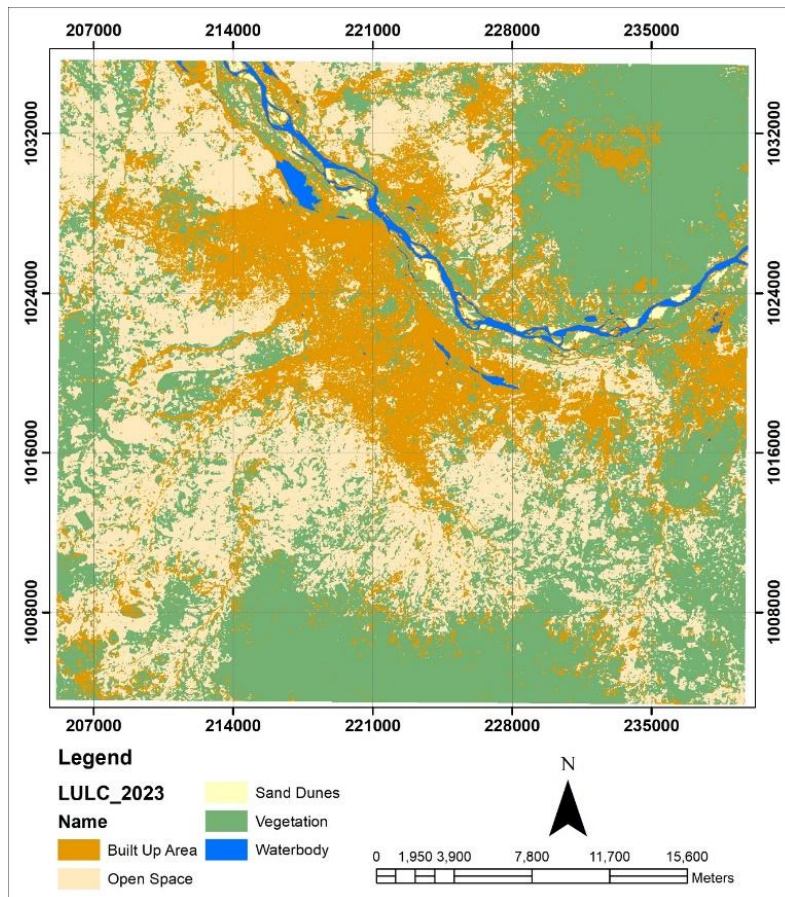 207000 214000 221000 228000 235000
1032000 1032000
1024000 1024000
1016000 1016000
1008000 1008000
207000 214000 221000 228000 235000
Legend
LULC_2023
Name
Built Up Area
Open Space
Sand Dunes
Vegetation
Waterbody
N
0 1,950 3,900 7,800 11,700 15,600
Meters